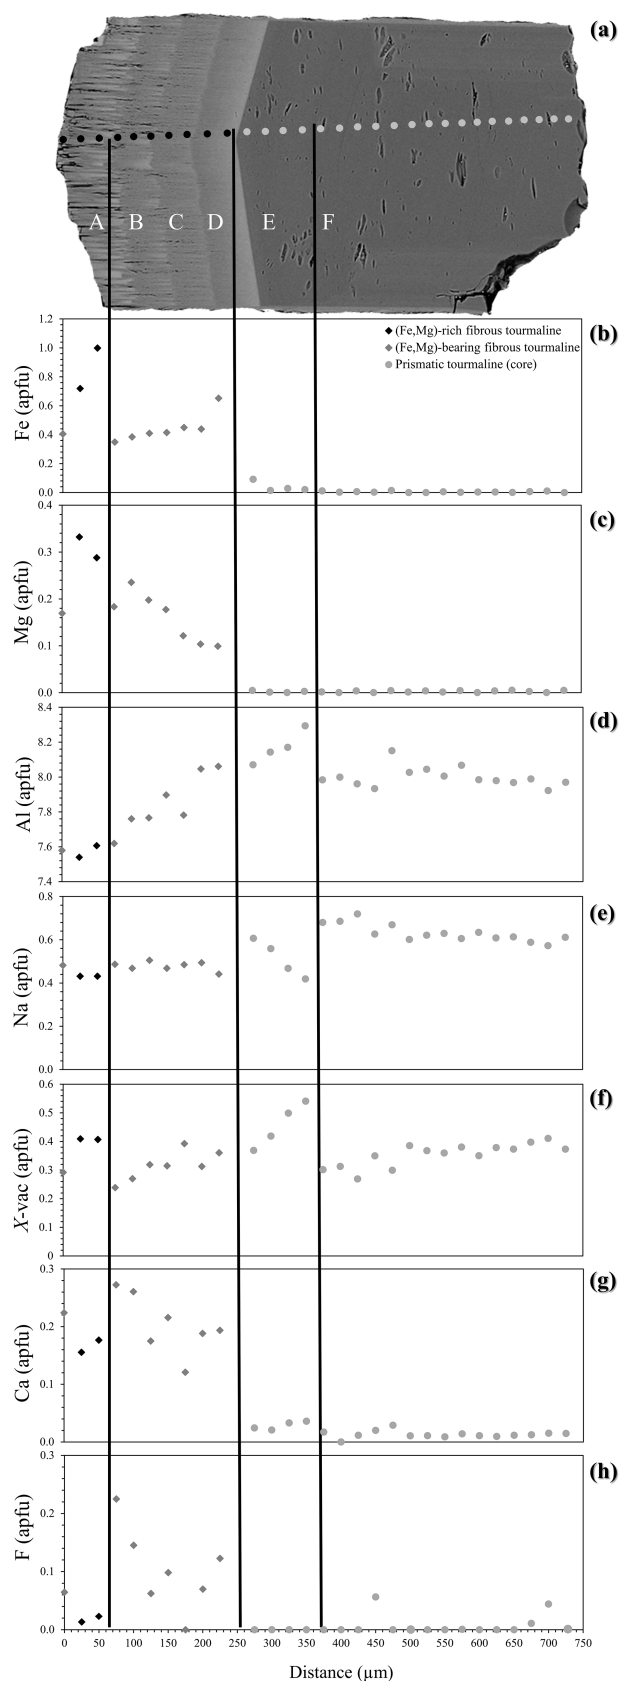 (a)
A B C D E F
1.2
1.0
0.8
0.6
0.4
0.2
0.0
Fe (apfu)
(Fe,Mg)-rich fibrous tourmaline
(Fe,Mg)-bearing fibrous tourmaline
Prismatic tourmaline (core)
(b)
0.4
0.3
0.2
0.1
0.0
Mg (apfu)
(c)
8.4
8.2
8.0
7.8
7.6
7.4
Al (apfu)
(d)
0.8
0.6
0.4
0.2
0.0
Na (apfu)
(e)
0.6
0.5
0.4
0.3
0.2
0.1
0
X-vac (apfu)
(f)
0.3
0.2
0.1
0.0
Ca (apfu)
(g)
0.3
0.2
0.1
0.0
F (apfu)
(h)
0 50 100 150 200 250 300 350 400 450 500 550 600 650 700 750
Distance (µm)